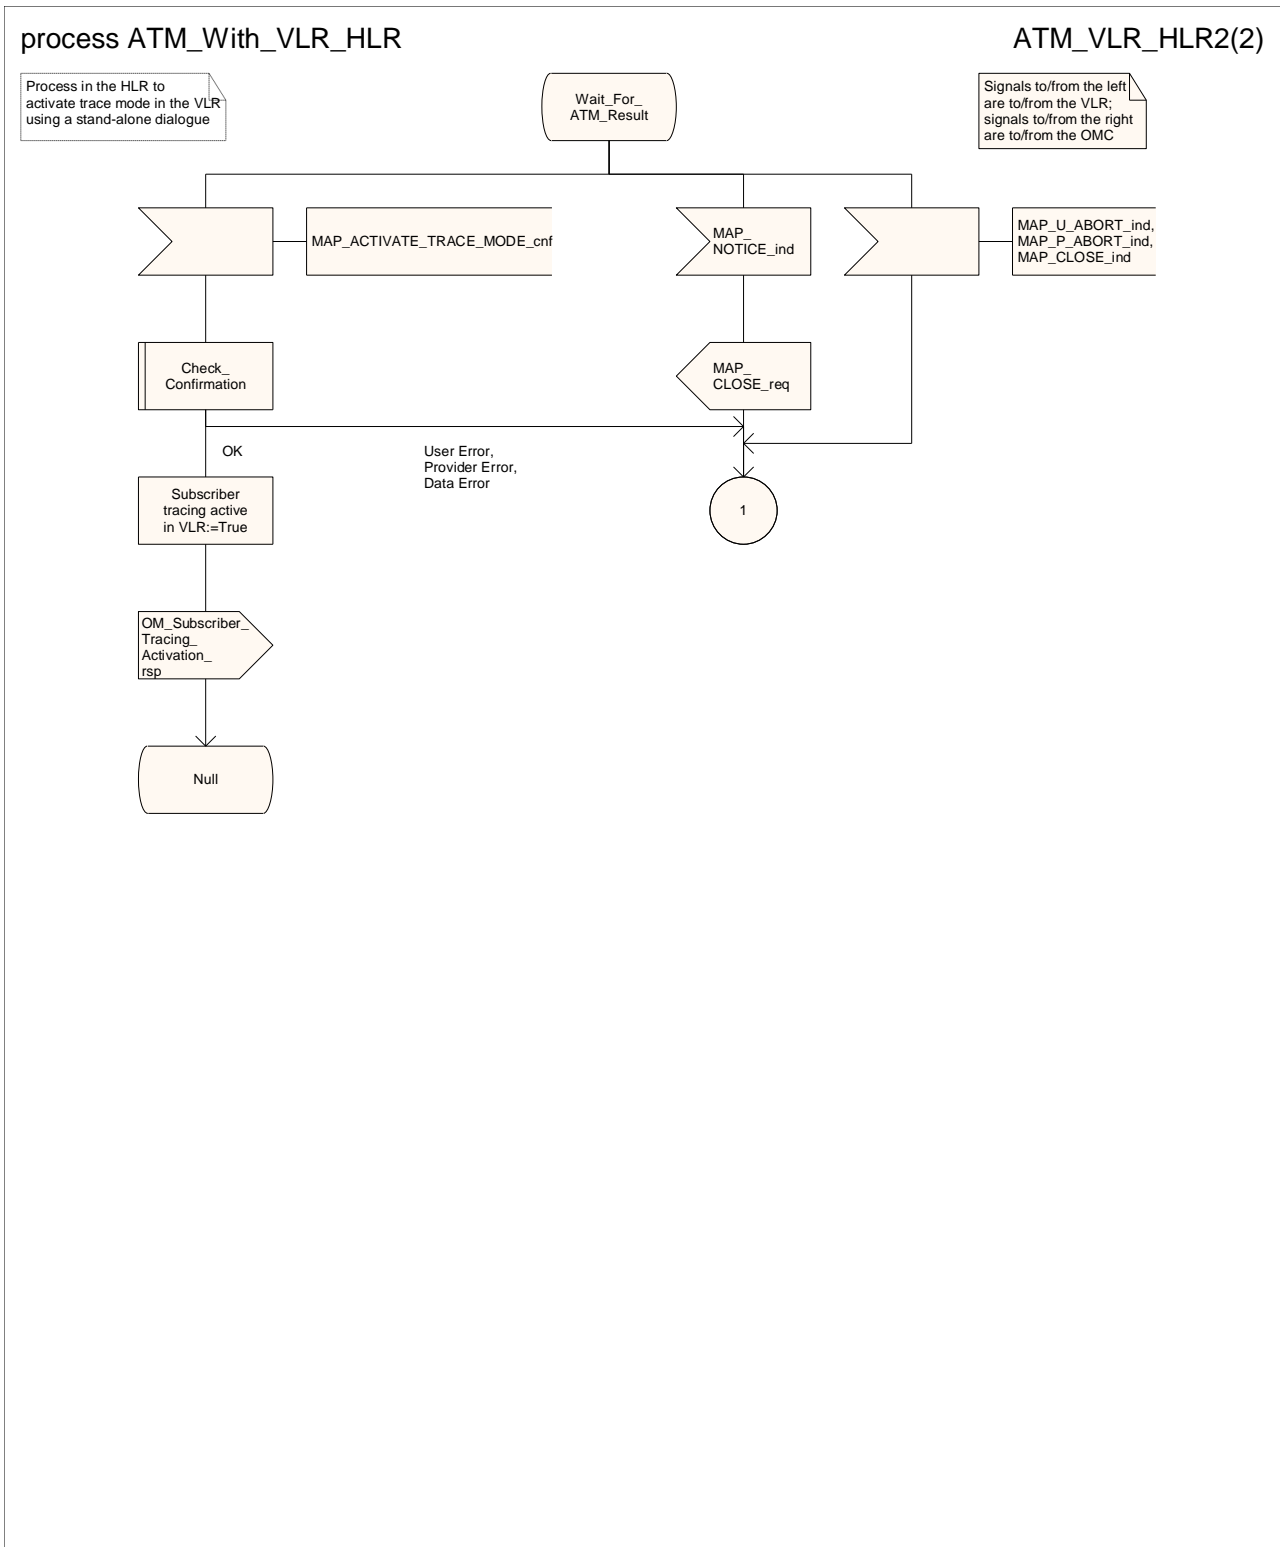 process ATM_With_VLR_HLR
ATM_VLR_HLR2(2)
Process in the HLR to
activate trace mode in the VLR
using a stand-alone dialogue
Wait_For_
ATM_Result
Signals to/from the left
are to/from the VLR;
signals to/from the right
are to/from the OMC
MAP_ACTIVATE_TRACE_MODE_cnf
MAP_
NOTICE_ind
MAP_U_ABORT_ind,
MAP_P_ABORT_ind,
MAP_CLOSE_ind
Check_
Confirmation
MAP_
CLOSE_req
OK
User Error,
Provider Error,
Data Error
Subscriber
tracing active
in VLR:=True
1
OM_Subscriber_
Tracing_
Activation_
rsp
Null